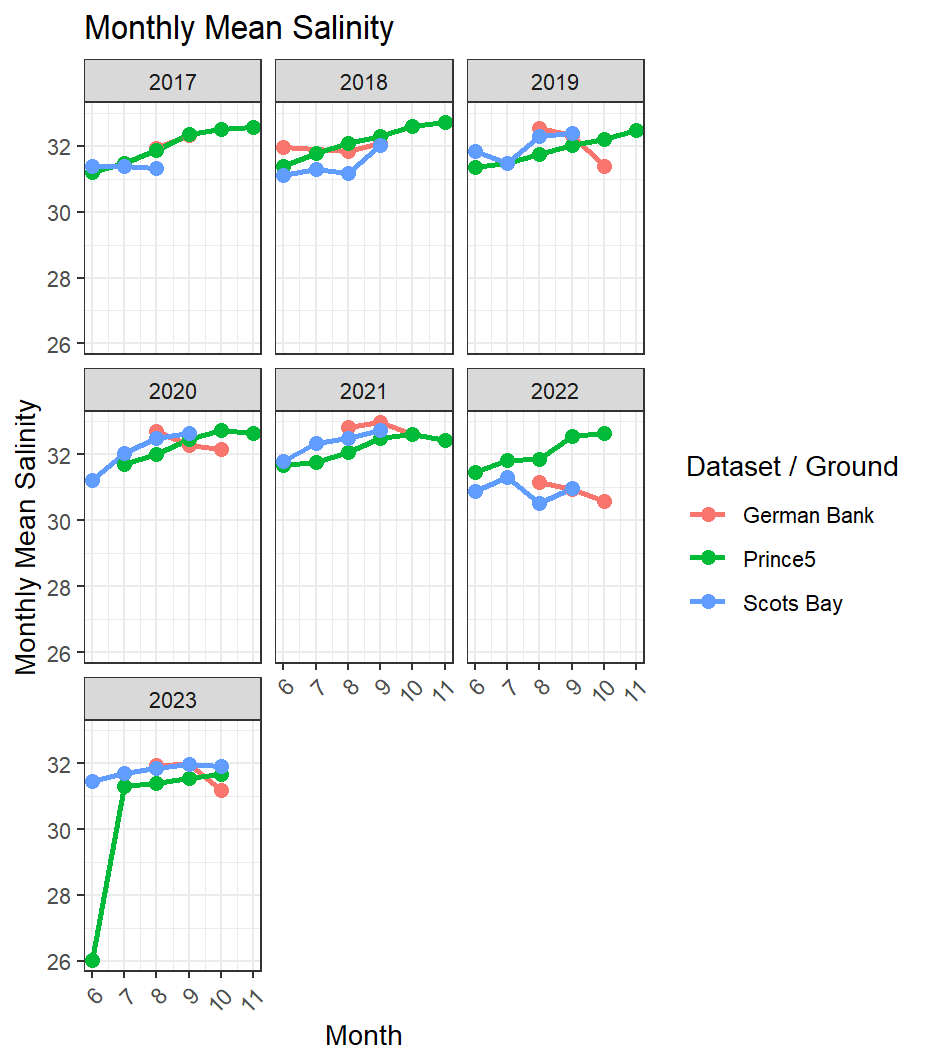 Monthly Mean Salinity
2017 2018 2019
32
30
28
26
2020 2021 2022
32
30
28
26
6 7 8 9 10 11 6 7 8 9 10 11
2023
32
30
28
26
6 7 8 9 10 11
Month
Monthly Mean Salinity
Dataset / Ground
German Bank
Prince5
Scots Bay